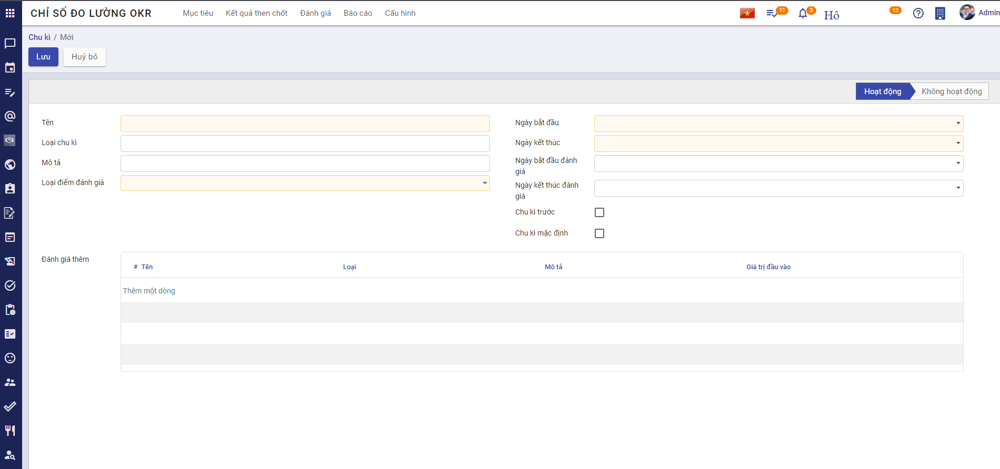 CHỈ SỐ ĐO LƯỜNG OKR
Mục tiêu
Kết quả then chốt
Đánh giá
Báo cáo
Cấu hình
11
3
Hô
13
Admin
Chu kì / Mới
Lưu
Huỷ bỏ
Hoạt động
Không hoạt động
Tên
Loại chu kì
Mô tả
Loại điểm đánh giá
Ngày bắt đầu
Ngày kết thúc
Ngày bắt đầu đánh
giá
Ngày kết thúc đánh
giá
Chu kì trước
Chu kì mặc định
Đánh giá thêm
# Tên
Loại
Mô tả
Giá trị đầu vào
Thêm một dòng